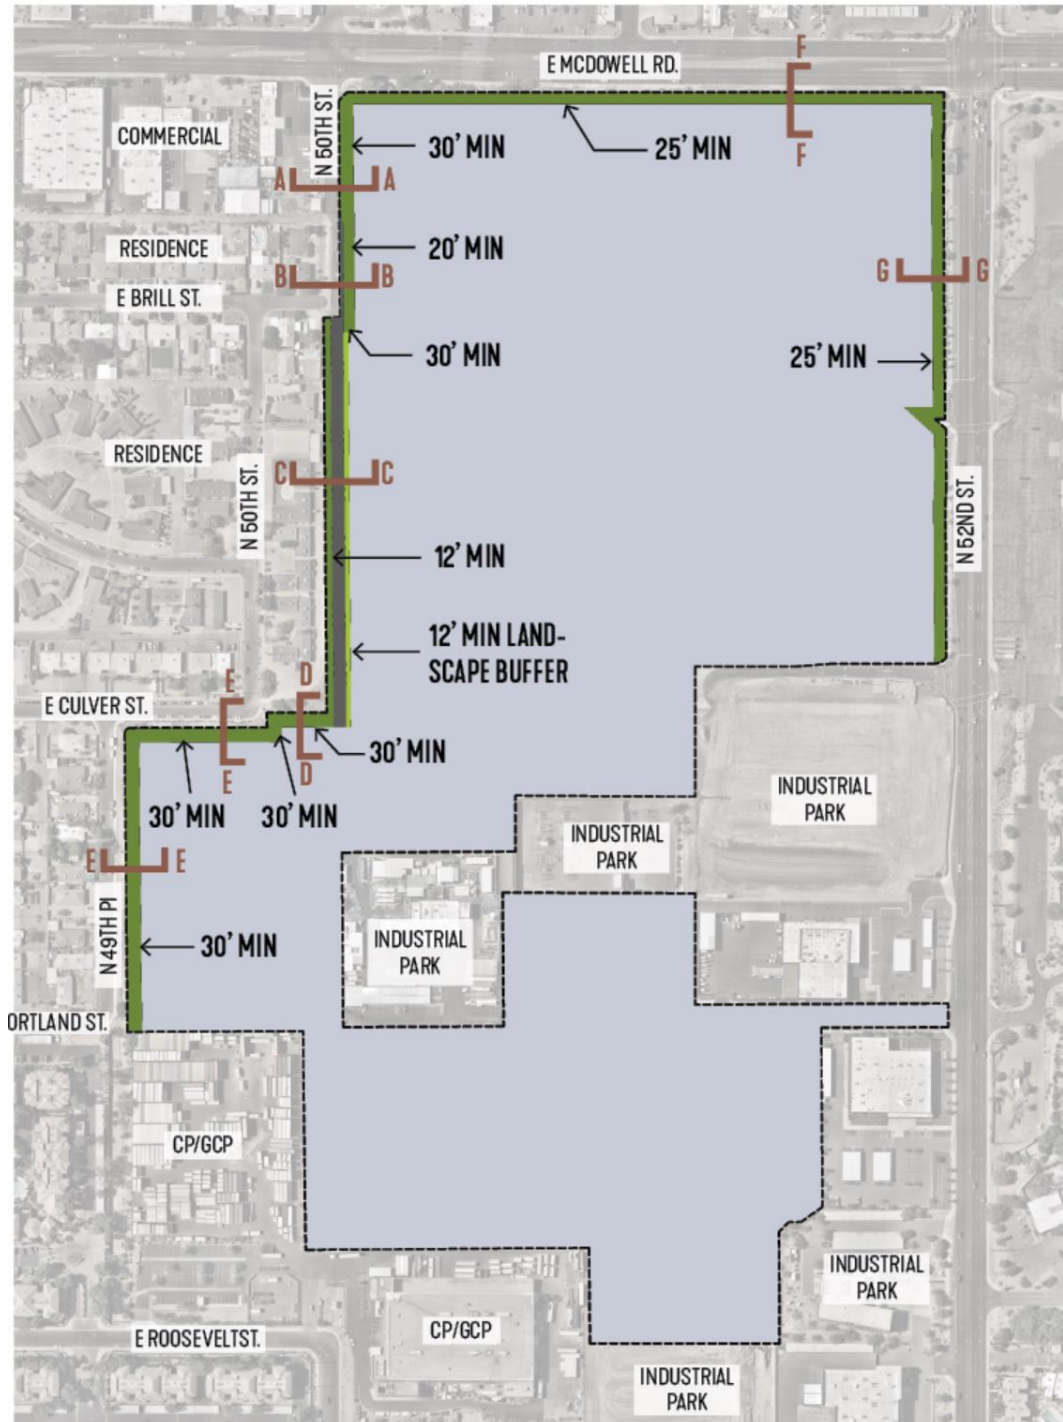 E MCDOWELL RD.
F
F
N 50TH ST.
COMMERCIAL
30' MIN
25' MIN
A
A
RESIDENCE
20' MIN
B
B
G
G
E BRILL ST.
30' MIN
25' MIN
RESIDENCE
C
C
N 50TH ST.
N 52ND ST.
12' MIN
12' MIN LAND-
SCAPE BUFFER
E CULVER ST.
E
E
D
D
30' MIN
30' MIN
30' MIN
INDUSTRIAL
PARK
INDUSTRIAL
PARK
E
E
N 49TH Pl
30' MIN
INDUSTRIAL
PARK
ORTLAND ST.
CP/GCP
INDUSTRIAL
PARK
E ROOSEVELT ST.
CP/GCP
INDUSTRIAL
PARK